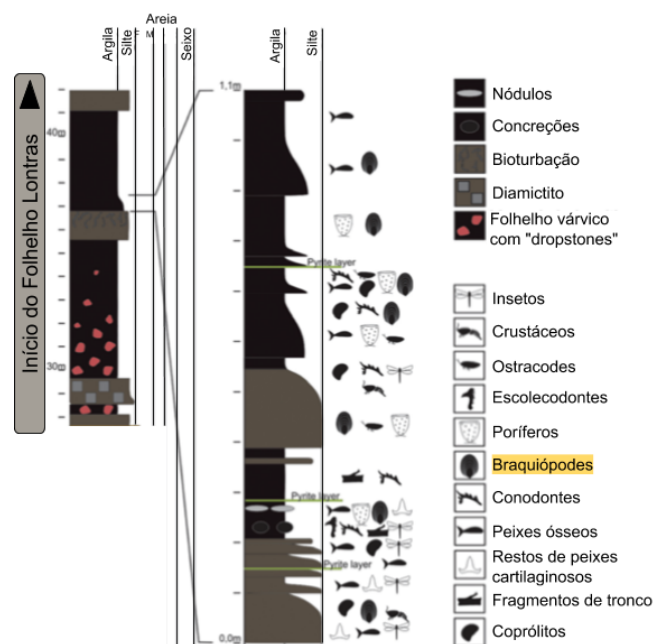 Areia
Argila
Silte
F
M
Seixo
Argila
Silte
1,1m
40m
30m
Início do Folhelho Lontras
Pyrite layer
Pyrite layer
Pyrite layer
0,0m
Nódulos
Concreções
Bioturbação
Diamictito
Folhelho várvico
com "dropstones"
Insetos
Crustáceos
Ostracodes
Escolecodontes
Poríferos
Braquiópodes
Conodontes
Peixes ósseos
Restos de peixes
cartilaginosos
Fragmentos de tronco
Coprólitos